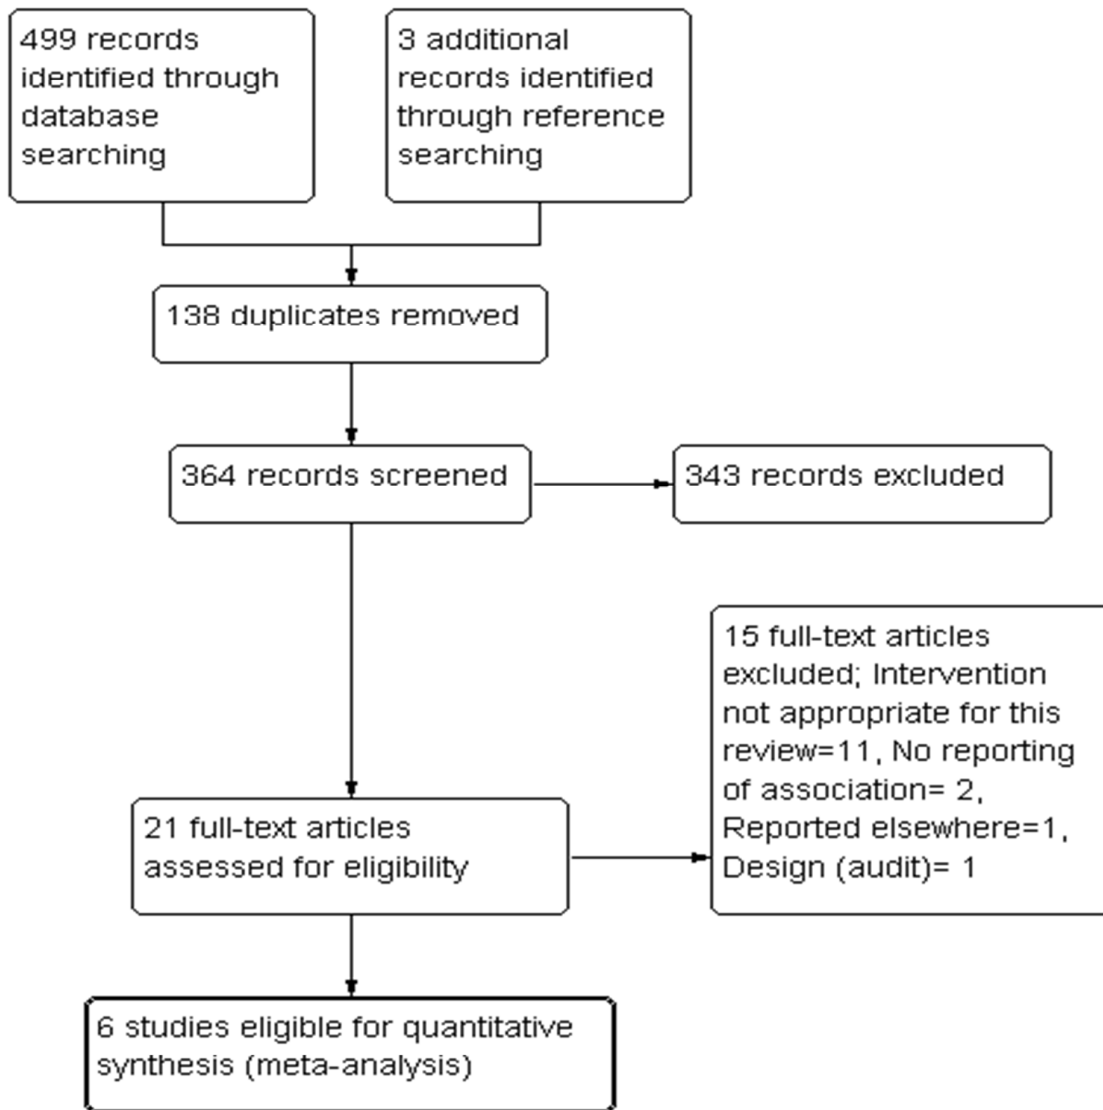 499 records
identified through
database
searching
3 additional
records identified
through reference
searching
138 duplicates removed
364 records screened
343 records excluded
15 full-text articles
excluded; Intervention
not appropriate for this
review=11, No reporting
of association= 2,
Reported elsewhere=1,
Design (audit)= 1
21 full-text articles
assessed for eligibility
6 studies eligible for quantitative
synthesis (meta-analysis)